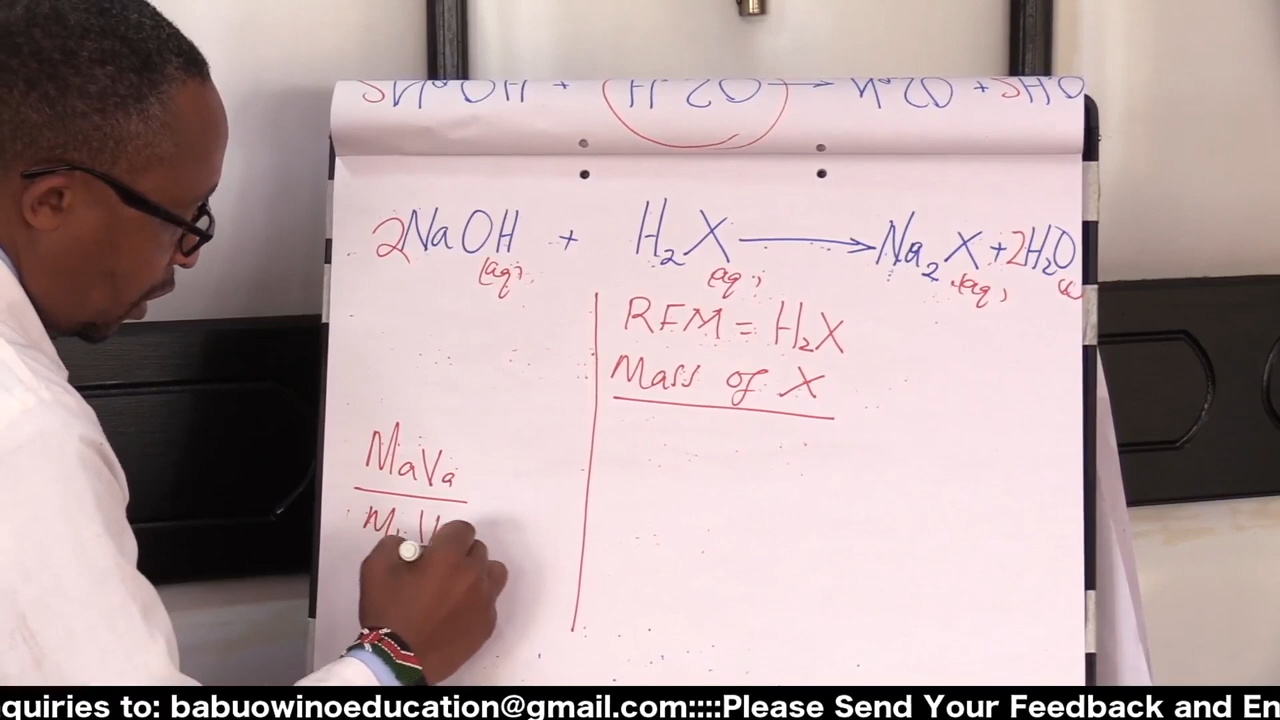 2NaOH + H₂X → Na₂X + 2H₂O
(aq) (aq) (aq) (l)
RFM = H₂X
Mass of X
MaVa
quiries to: babuowinoeducation@gmail.com::::Please Send Your Feedback and En